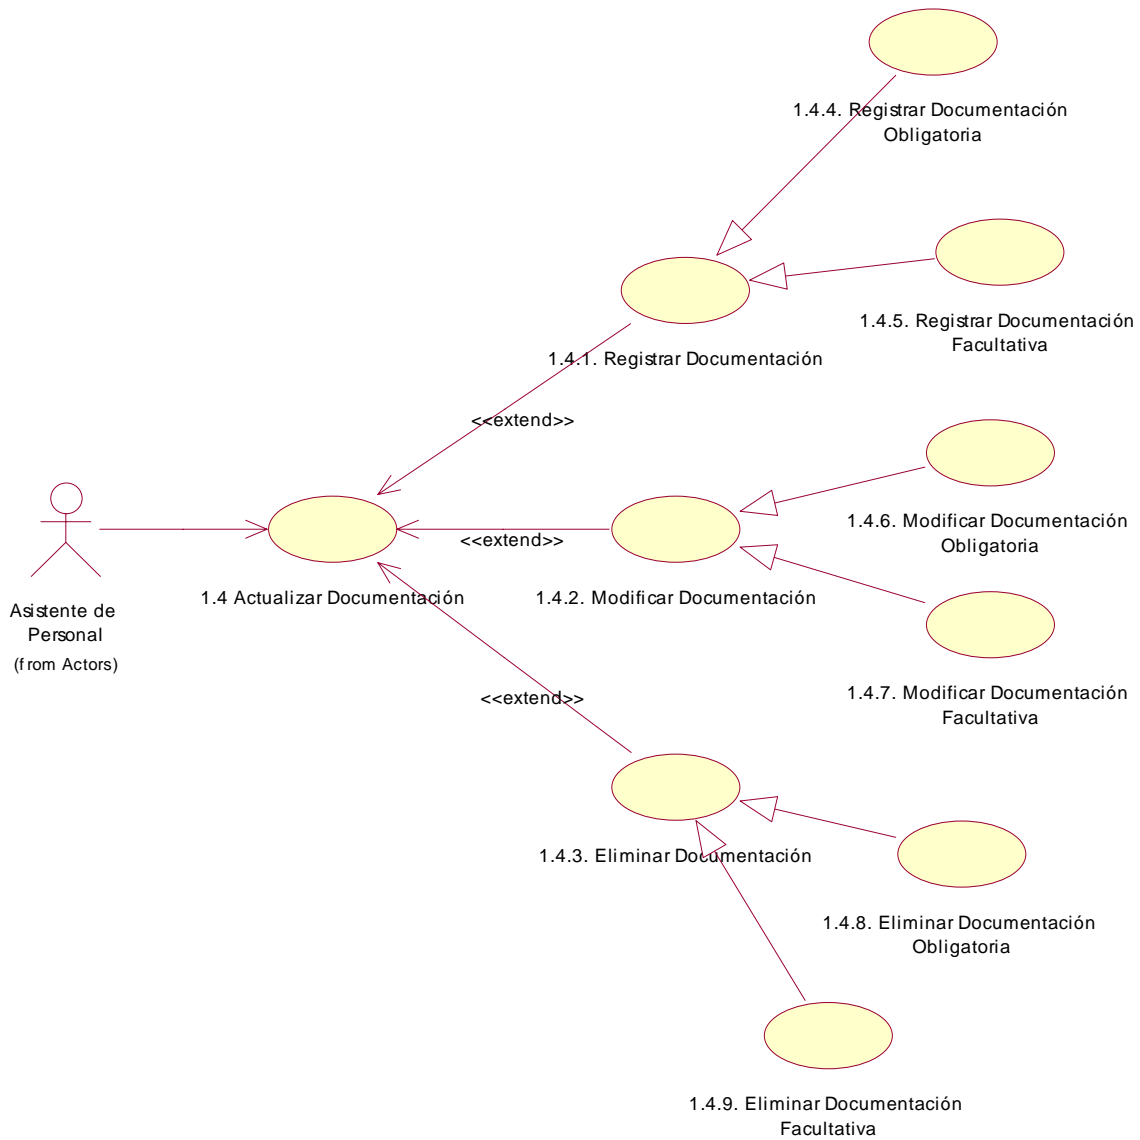 1.4.4. Registrar Documentación
Obligatoria
1.4.5. Registrar Documentación
Facultativa
1.4.1. Registrar Documentación
<<extend>>
1.4.6. Modificar Documentación
Obligatoria
<<extend>>
1.4 Actualizar Documentación
1.4.2. Modificar Documentación
Asistente de
Personal
(from Actors)
1.4.7. Modificar Documentación
Facultativa
<<extend>>
1.4.3. Eliminar Documentación
1.4.8. Eliminar Documentación
Obligatoria
1.4.9. Eliminar Documentación
Facultativa